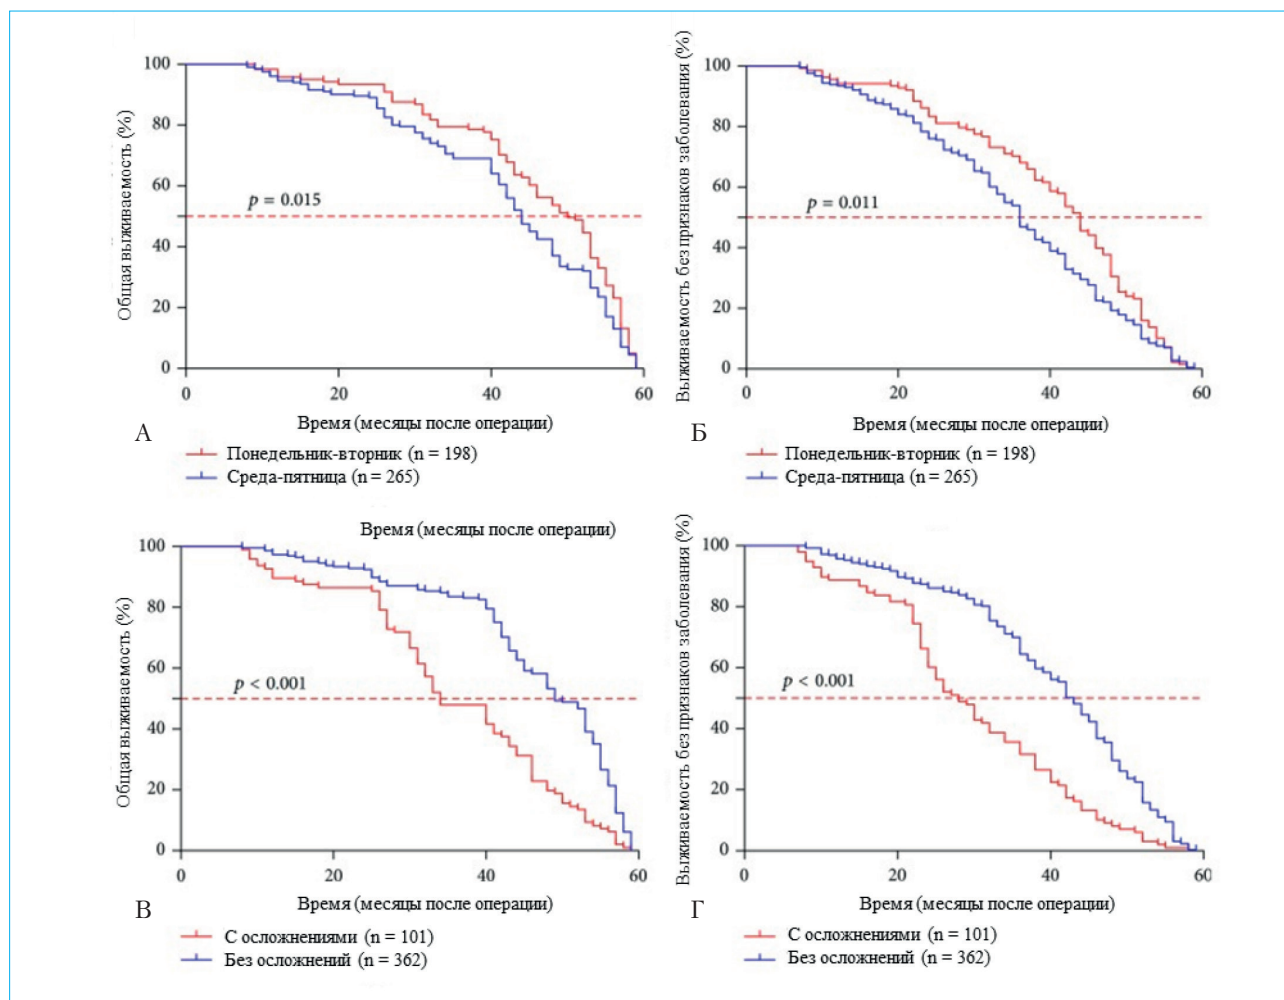 Общая выживаемость (%)
100
80
60
40
20
0
p = 0.015
0
20
40
60
Время (месяцы после операции)
А
Понедельник-вторник (n = 198)
Среда-пятница (n = 265)
Выживаемость без признаков заболевания (%)
100
80
60
40
20
0
p = 0.011
0
20
40
60
Время (месяцы после операции)
Б
Понедельник-вторник (n = 198)
Среда-пятница (n = 265)
Время (месяцы после операции)
Общая выживаемость (%)
100
80
60
40
20
0
p < 0.001
0
20
40
60
Время (месяцы после операции)
В
С осложнениями (n = 101)
Без осложнений (n = 362)
Выживаемость без признаков заболевания (%)
100
80
60
40
20
0
p < 0.001
0
20
40
60
Время (месяцы после операции)
Г
С осложнениями (n = 101)
Без осложнений (n = 362)